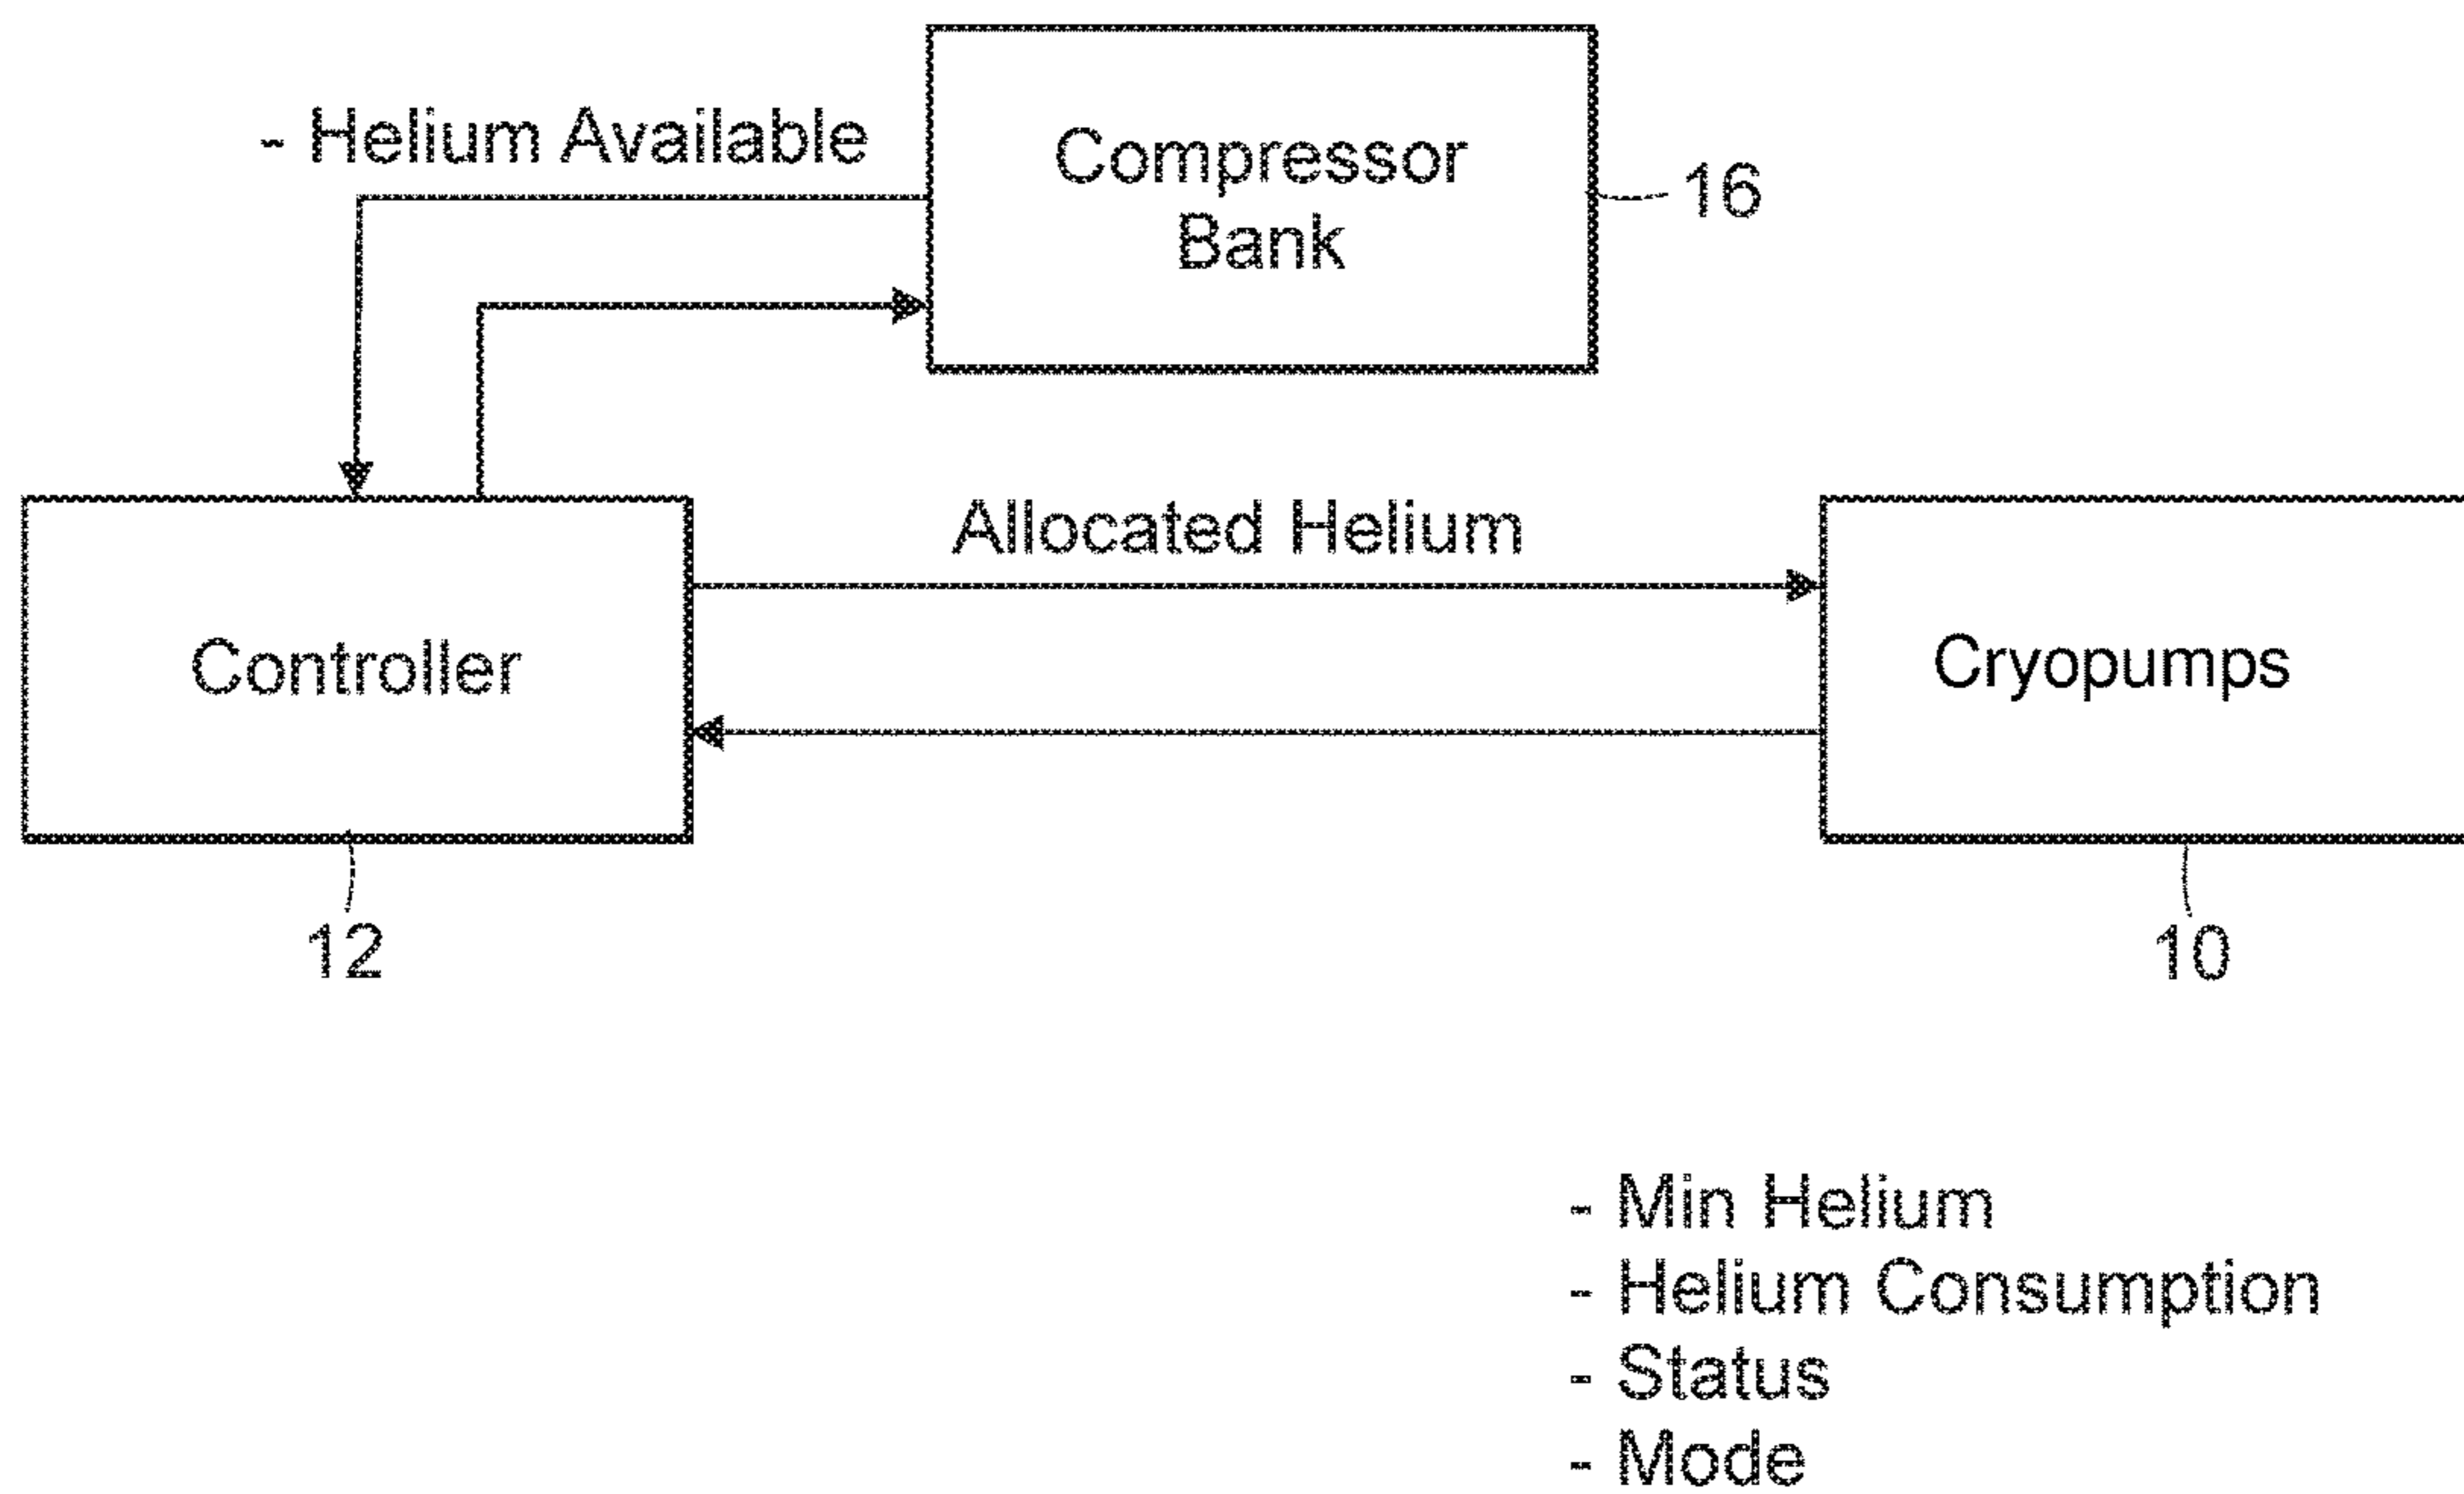 - Helium Available
Compressor
Bank
16
Allocated Helium
Controller
Cryopumps
12
10
- Min Helium
- Helium Consumption
- Status
- Mode